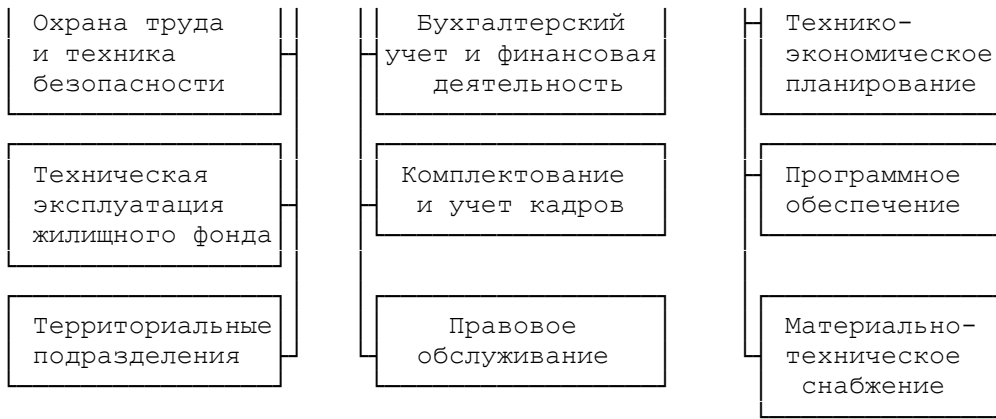 Охрана труда
и техника
безопасности
Бухгалтерский
учет и финансовая
деятельность
Технико-
экономическое
планирование
Техническая
эксплуатация
жилищного фонда
Комплектование
и учет кадров
Программное
обеспечение
Территориальные
подразделения
Правовое
обслуживание
Материально-
техническое
снабжение